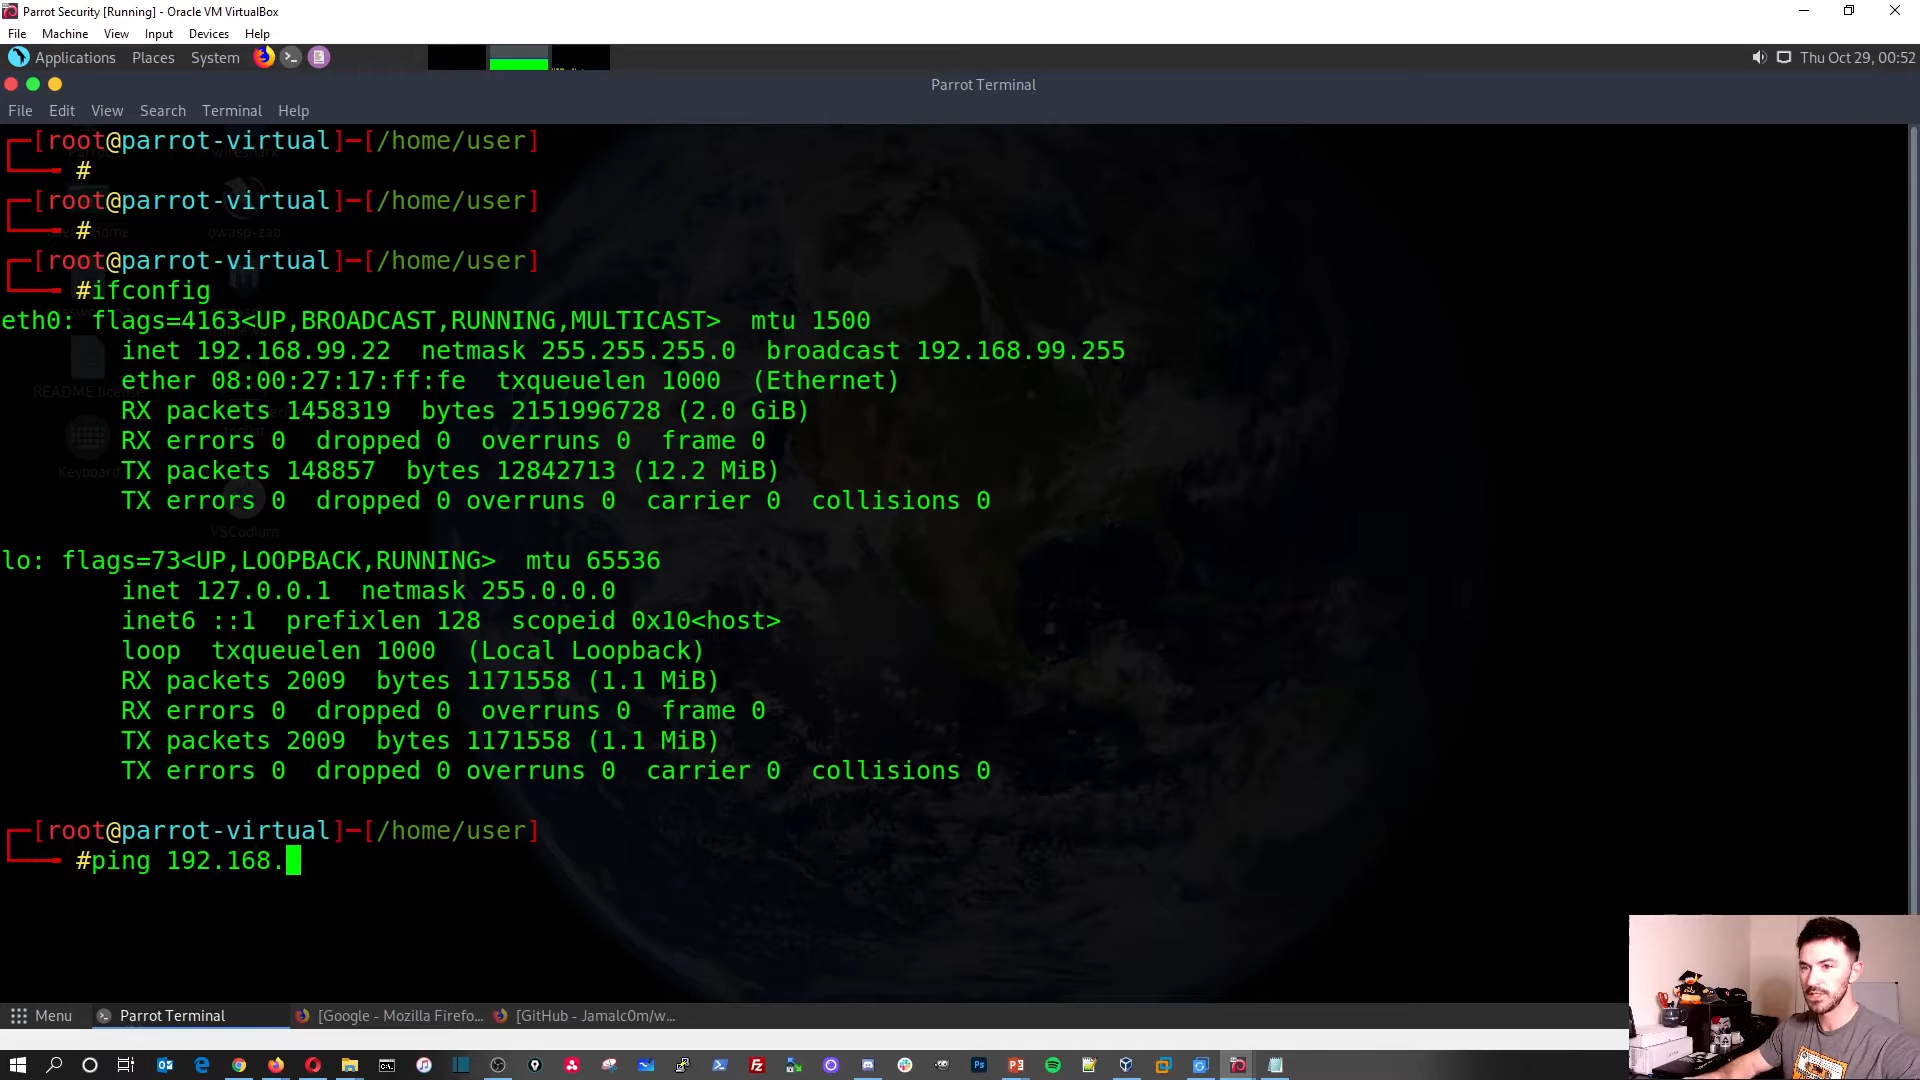 Parrot Security [Running] - Oracle VM VirtualBox
File Machine View Input Devices Help
Applications Places System Thu Oct 29, 00:52
Parrot Terminal
File Edit View Search Terminal Help
[root@parrot-virtual]─[/home/user]
#
[root@parrot-virtual]─[/home/user]
#
owasp-zap
[root@parrot-virtual]─[/home/user]
#ifconfig
eth0: flags=4163<UP,BROADCAST,RUNNING,MULTICAST> mtu 1500
inet 192.168.99.22 netmask 255.255.255.0 broadcast 192.168.99.255
ether 08:00:27:17:ff:fe txqueuelen 1000 (Ethernet)
README license
RX packets 1458319 bytes 2151996728 (2.0 GiB)
RX errors 0 dropped 0 overruns 0 frame 0
Keyboard
TX packets 148857 bytes 12842713 (12.2 MiB)
TX errors 0 dropped 0 overruns 0 carrier 0 collisions 0
VSCodium
lo: flags=73<UP,LOOPBACK,RUNNING> mtu 65536
inet 127.0.0.1 netmask 255.0.0.0
inet6 ::1 prefixlen 128 scopeid 0x10<host>
loop txqueuelen 1000 (Local Loopback)
RX packets 2009 bytes 1171558 (1.1 MiB)
RX errors 0 dropped 0 overruns 0 frame 0
TX packets 2009 bytes 1171558 (1.1 MiB)
TX errors 0 dropped 0 overruns 0 carrier 0 collisions 0
[root@parrot-virtual]─[/home/user]
#ping 192.168.
Menu Parrot Terminal [Google - Mozilla Firefo... [GitHub - Jamalc0m/w...